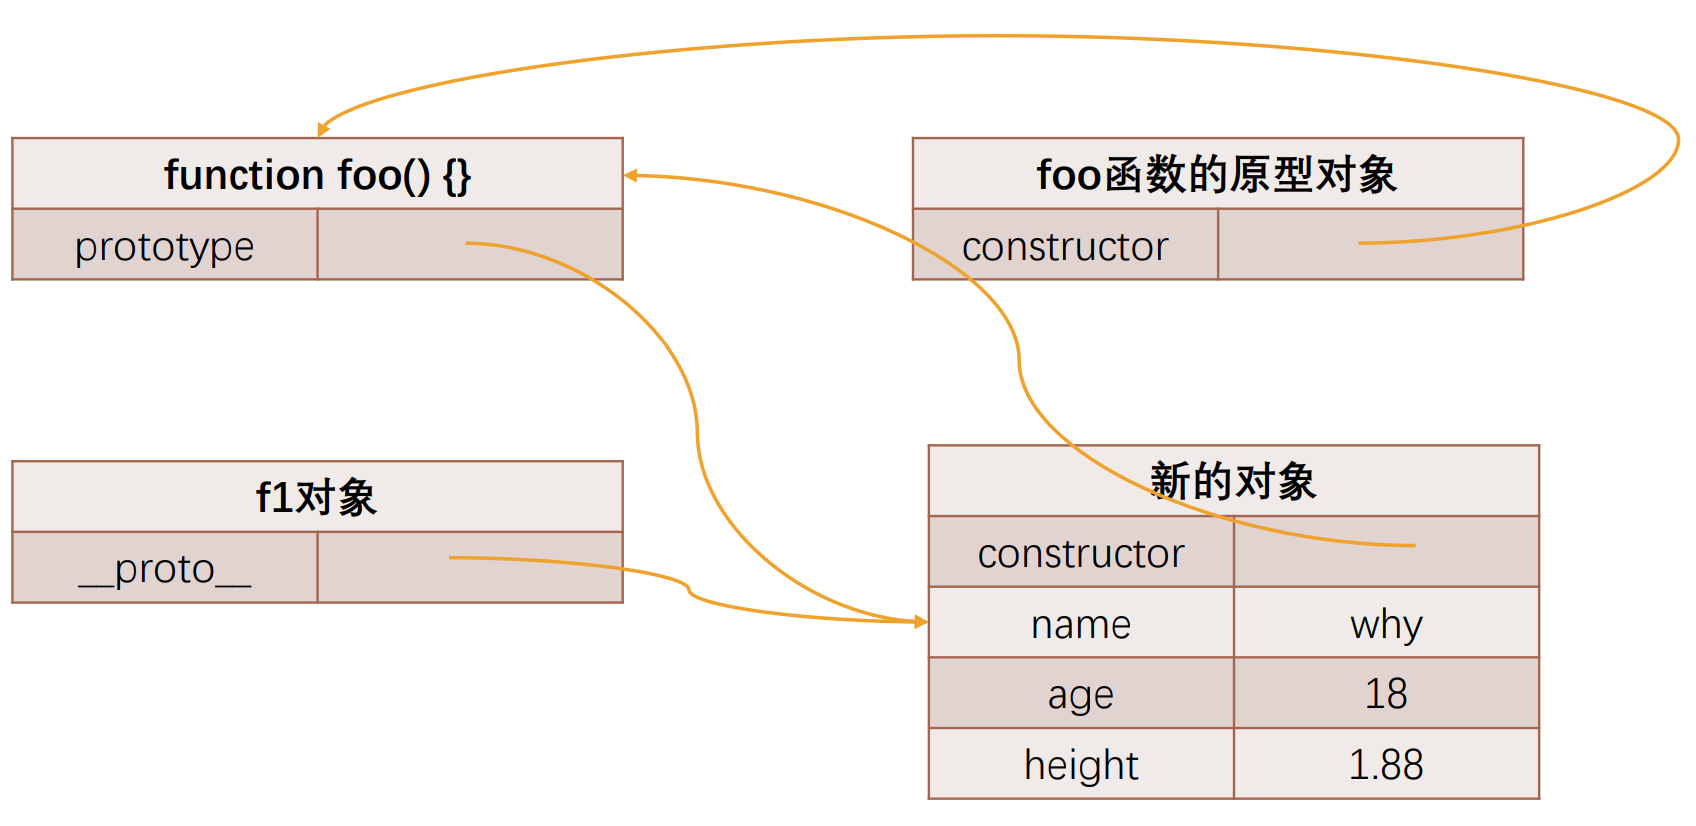 function foo() {}
prototype
foo函数的原型对象
constructor
f1对象
__proto__
新的对象
constructor
name why
age 18
height 1.88